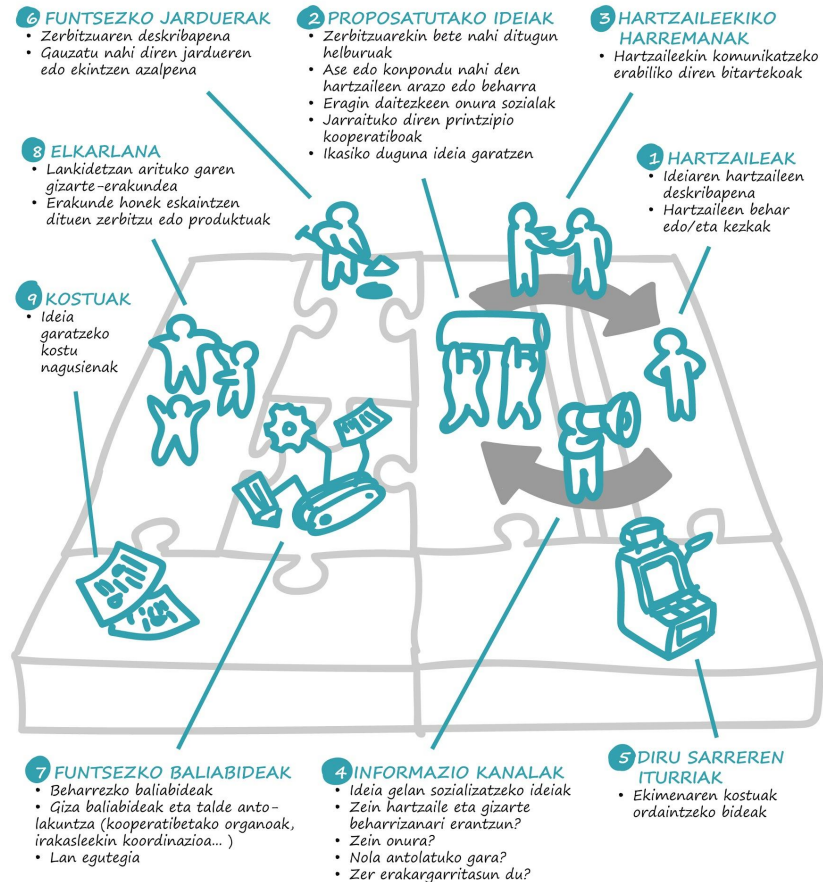 6 FUNTSEZKO JARDUERAK
• Zerbitzuaren deskribapena
• Gauzatu nahi diren jardueren
edo ekintzen azalpena
2 PROPOSATUTAKO IDEIAK
• Zerbitzuarekin bete nahi ditugun
helburuak
• Ase edo konpondu nahi den
hartzaileen arazo edo beharra
• Eragin daitezkeen onura sozialak
• Jarraituko diren printzipio
kooperatiboak
• Ikasiko duguna ideia garatzen
3 HARTZAILEEKIKO
HARREMANAK
• Hartzaileekin komunikatzeko
erabiliko diren bitartekoak
8 ELKARLANA
• Lankidetzan arituko garen
gizarte-erakundea
• Erakunde honek eskaintzen
dituen zerbitzu edo produktuak
1 HARTZAILEAK
• Ideiaren hartzaileen
deskribapena
• Hartzaileen behar
edo/eta kezkak
9 KOSTUAK
• Ideia
garatzeko
kostu
nagusienak
7 FUNTSEZKO BALIABIDEAK
• Beharrezko baliabideak
• Giza baliabideak eta talde anto-
lakuntza (kooperatibetako organoak,
irakasleekin koordinazioa... )
• Lan egutegia
4 INFORMAZIO KANALAK
• Ideia gelan sozializatzeko ideiak
• Zein hartzaile eta gizarte
beharrizanari erantzun?
• Zein onura?
• Nola antolatuko gara?
• Zer erakargarritasun du?
5 DIRU SARREREN
ITURRIAK
• Ekimenaren kostuak
ordaintzeko bideak